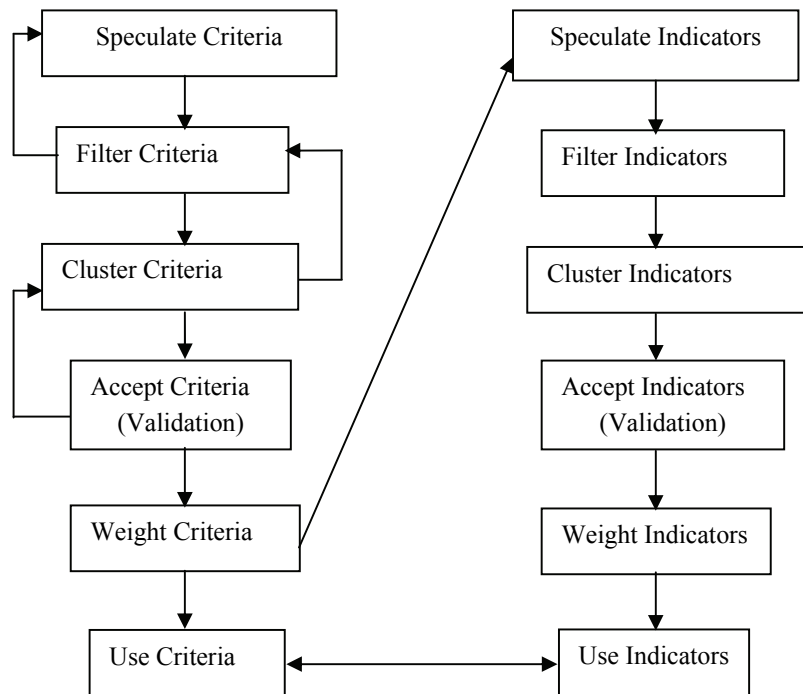 Speculate Criteria
Filter Criteria
Cluster Criteria
Accept Criteria
(Validation)
Weight Criteria
Use Criteria
Speculate Indicators
Filter Indicators
Cluster Indicators
Accept Indicators
(Validation)
Weight Indicators
Use Indicators